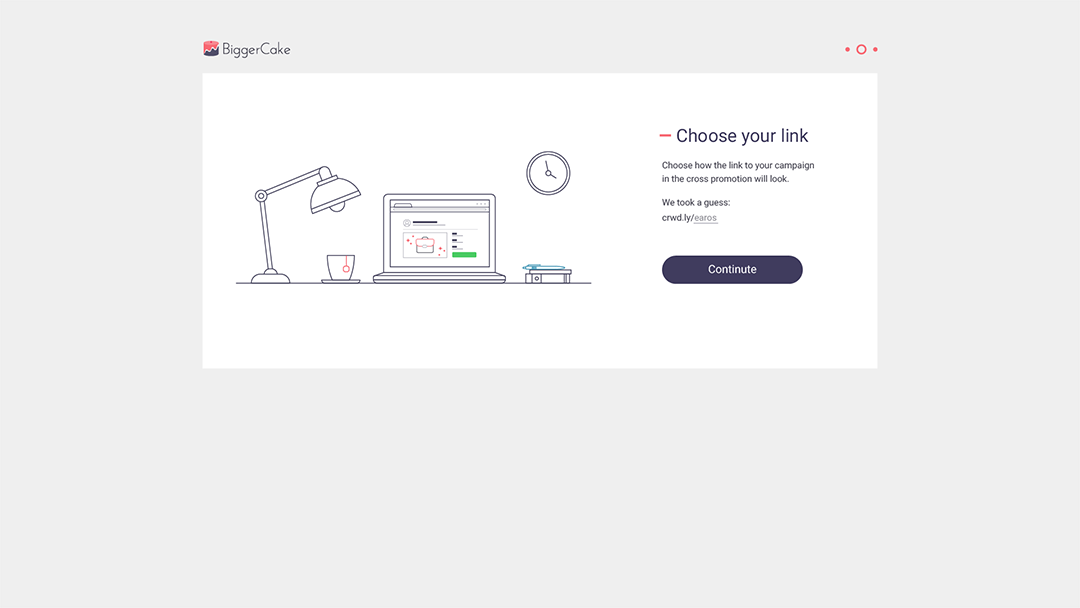 BiggerCake
Choose your link
Choose how the link to your campaign
in the cross promotion will look.
We took a guess:
crwd.ly/earos
Continute